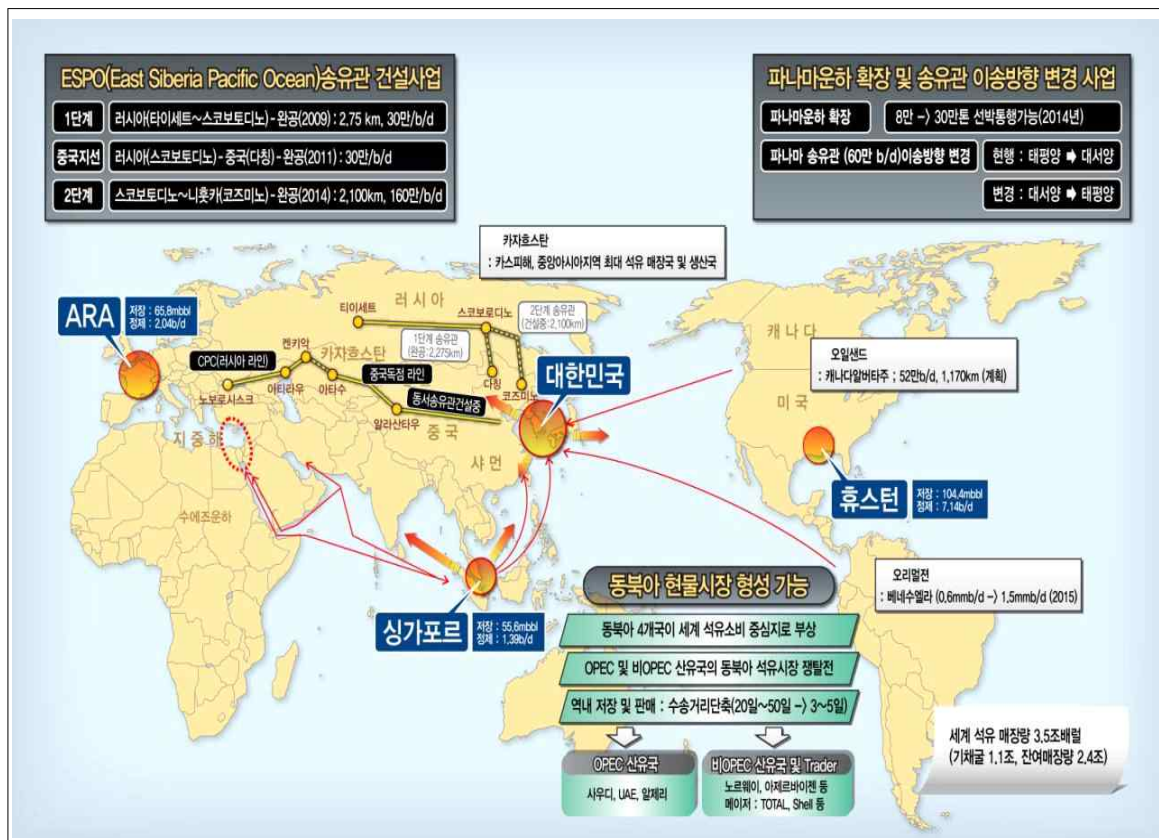 ESPO(East Siberia Pacific Ocean)송유관 건설사업
1단계 러시아(타이세트~스코보토디노) - 완공(2009) : 2,75 km, 30만/b/d
중국지선 러시아(스코보토디노) - 중국(다칭) - 완공(2011) : 30만/b/d
2단계 스코보토디노~니훗카(코즈미노) - 완공(2014) : 2,100km, 160만/b/d
파나마운하 확장 및 송유관 이송방향 변경 사업
파나마운하 확장 8만 -> 30만톤 선박통행가능(2014년)
파나마 송유관 (60만 b/d)이송방향 변경 현행 : 태평양 ➡ 대서양
변경 : 대서양 ➡ 태평양
카자흐스탄
: 카스피해, 중앙아시아지역 최대 석유 매장국 및 생산국
ARA
저장 : 65,8mbbl
정제 : 2,04b/d
러 시 아
티이세트
스코보로디노
2단계 송유관
(건설중:2,100km)
1단계 송유관
(완공:2,275km)
켄키악
카자흐스탄
CPC(러시아 라인)
노보로시스크
아티라우
아타수
중국독점 라인
다칭
코즈미노
대한민국
동서송유관건설중
알라산타우
중 국
샤 먼
지 중 해
수에즈운하
캐 나 다
오일샌드
: 캐나다알버타주 ; 52만b/d, 1,170km (계획)
미 국
휴스턴
저장 : 104,4mbbl
정제 : 7,14b/d
오리멀전
: 베네수엘라 (0,6mmb/d -> 1,5mmb/d (2015)
싱가포르
저장 : 55,6mbbl
정제 : 1,39b/d
동북아 현물시장 형성 가능
동북아 4개국이 세계 석유소비 중심지로 부상
OPEC 및 비OPEC 산유국의 동북아 석유시장 쟁탈전
역내 저장 및 판매 : 수송거리단축(20일~50일 -> 3~5일)
OPEC 산유국
사우디, UAE, 알제리
비OPEC 산유국 및 Trader
노르웨이, 아제르바이젠 등
메이저 : TOTAL, Shell 등
세계 석유 매장량 3,5조배럴
(기채굴 1,1조, 잔여매장량 2,4조)